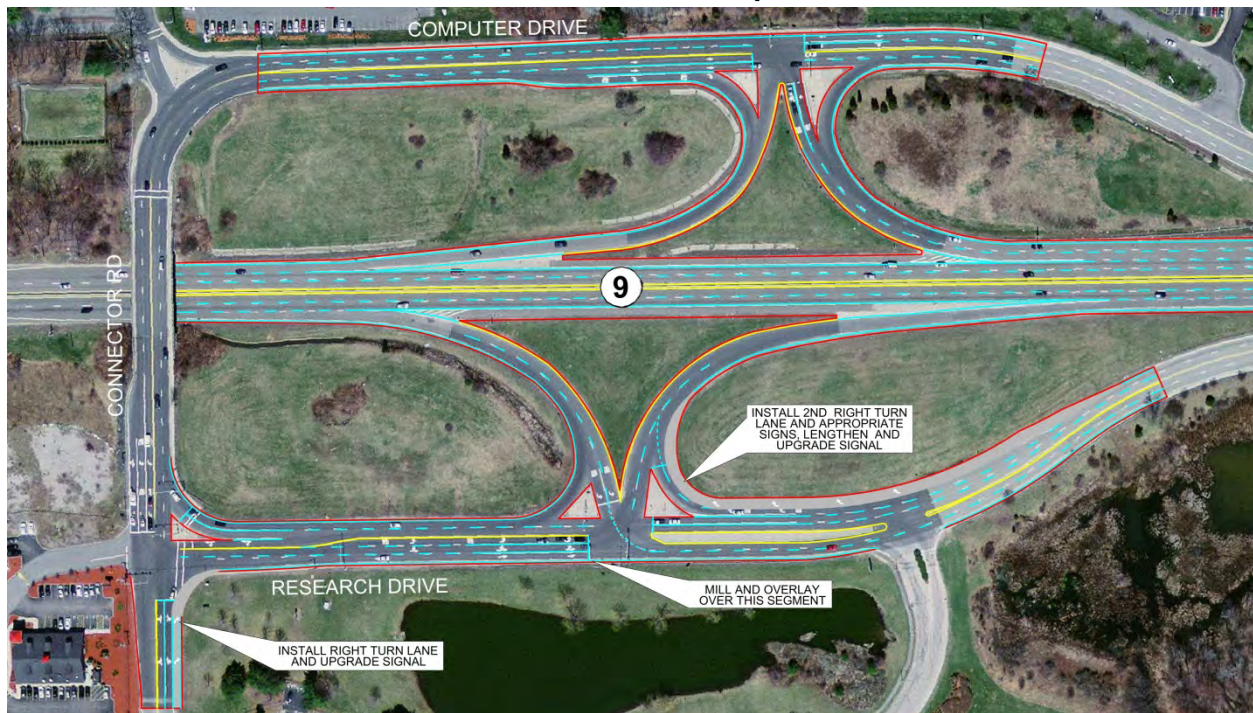 COMPUTER DRIVE
CONNECTOR RD
9
INSTALL 2ND RIGHT TURN
LANE AND APPROPRIATE
SIGNS, LENGTHEN AND
UPGRADE SIGNAL
RESEARCH DRIVE
MILL AND OVERLAY
OVER THIS SEGMENT
INSTALL RIGHT TURN LANE
AND UPGRADE SIGNAL